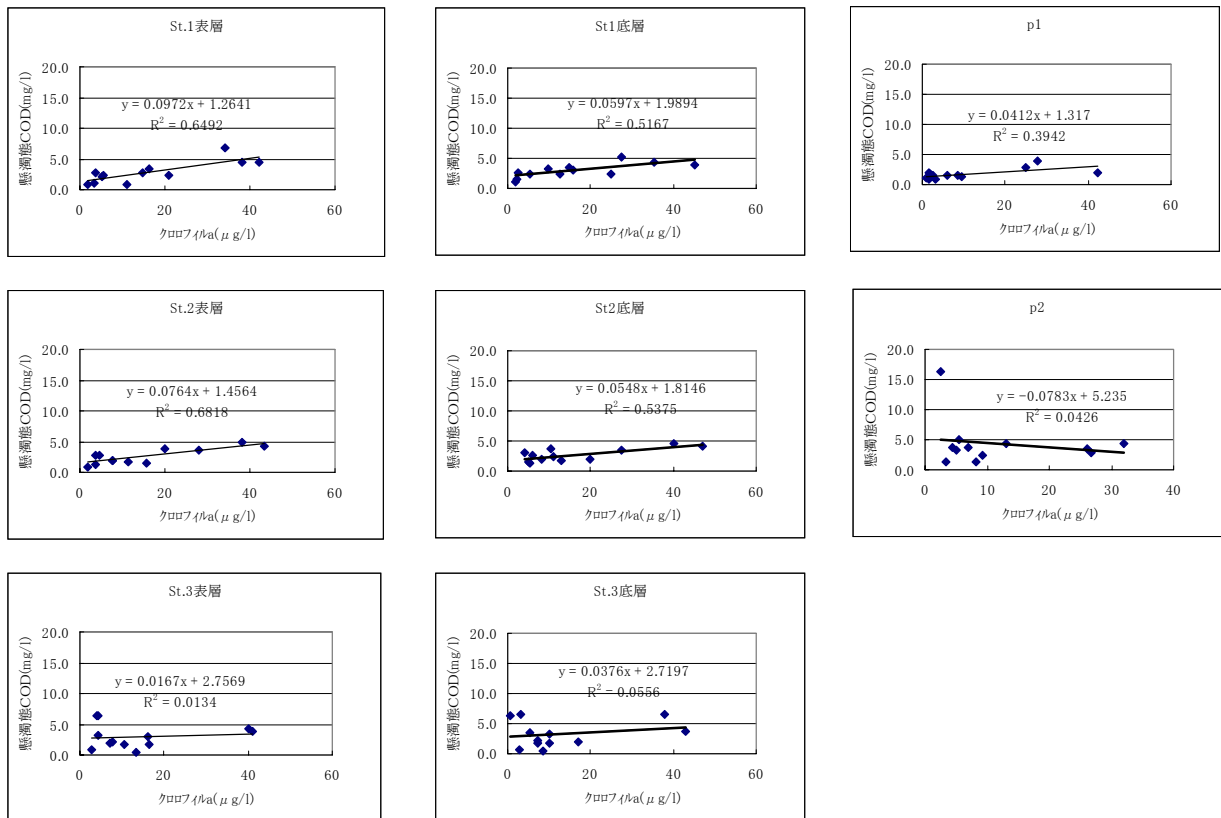 St.1表層
20.0
15.0
10.0
5.0
0.0
懸濁態COD(mg/l)
y = 0.0972x + 1.2641
R² = 0.6492
0
20
40
60
クロロフィルa(μg/l)
St1底層
20.0
15.0
10.0
5.0
0.0
懸濁態COD(mg/l)
y = 0.0597x + 1.9894
R² = 0.5167
0
20
40
60
クロロフィルa(μg/l)
p1
20.0
15.0
10.0
5.0
0.0
懸濁態COD(mg/l)
y = 0.0412x + 1.317
R² = 0.3942
0
20
40
60
クロロフィルa(μg/l)
St.2表層
20.0
15.0
10.0
5.0
0.0
懸濁態COD(mg/l)
y = 0.0764x + 1.4564
R² = 0.6818
0
20
40
60
クロロフィルa(μg/l)
St2底層
20.0
15.0
10.0
5.0
0.0
懸濁態COD(mg/l)
y = 0.0548x + 1.8146
R² = 0.5375
0
20
40
60
クロロフィルa(μg/l)
p2
20.0
15.0
10.0
5.0
0.0
懸濁態COD(mg/l)
y = -0.0783x + 5.235
R² = 0.0426
0
10
20
30
40
クロロフィルa(μg/l)
St.3表層
20.0
15.0
10.0
5.0
0.0
懸濁態COD(mg/l)
y = 0.0167x + 2.7569
R² = 0.0134
0
20
40
60
クロロフィルa(μg/l)
St.3底層
20.0
15.0
10.0
5.0
0.0
懸濁態COD(mg/l)
y = 0.0376x + 2.7197
R² = 0.0556
0
20
40
60
クロロフィルa(μg/l)